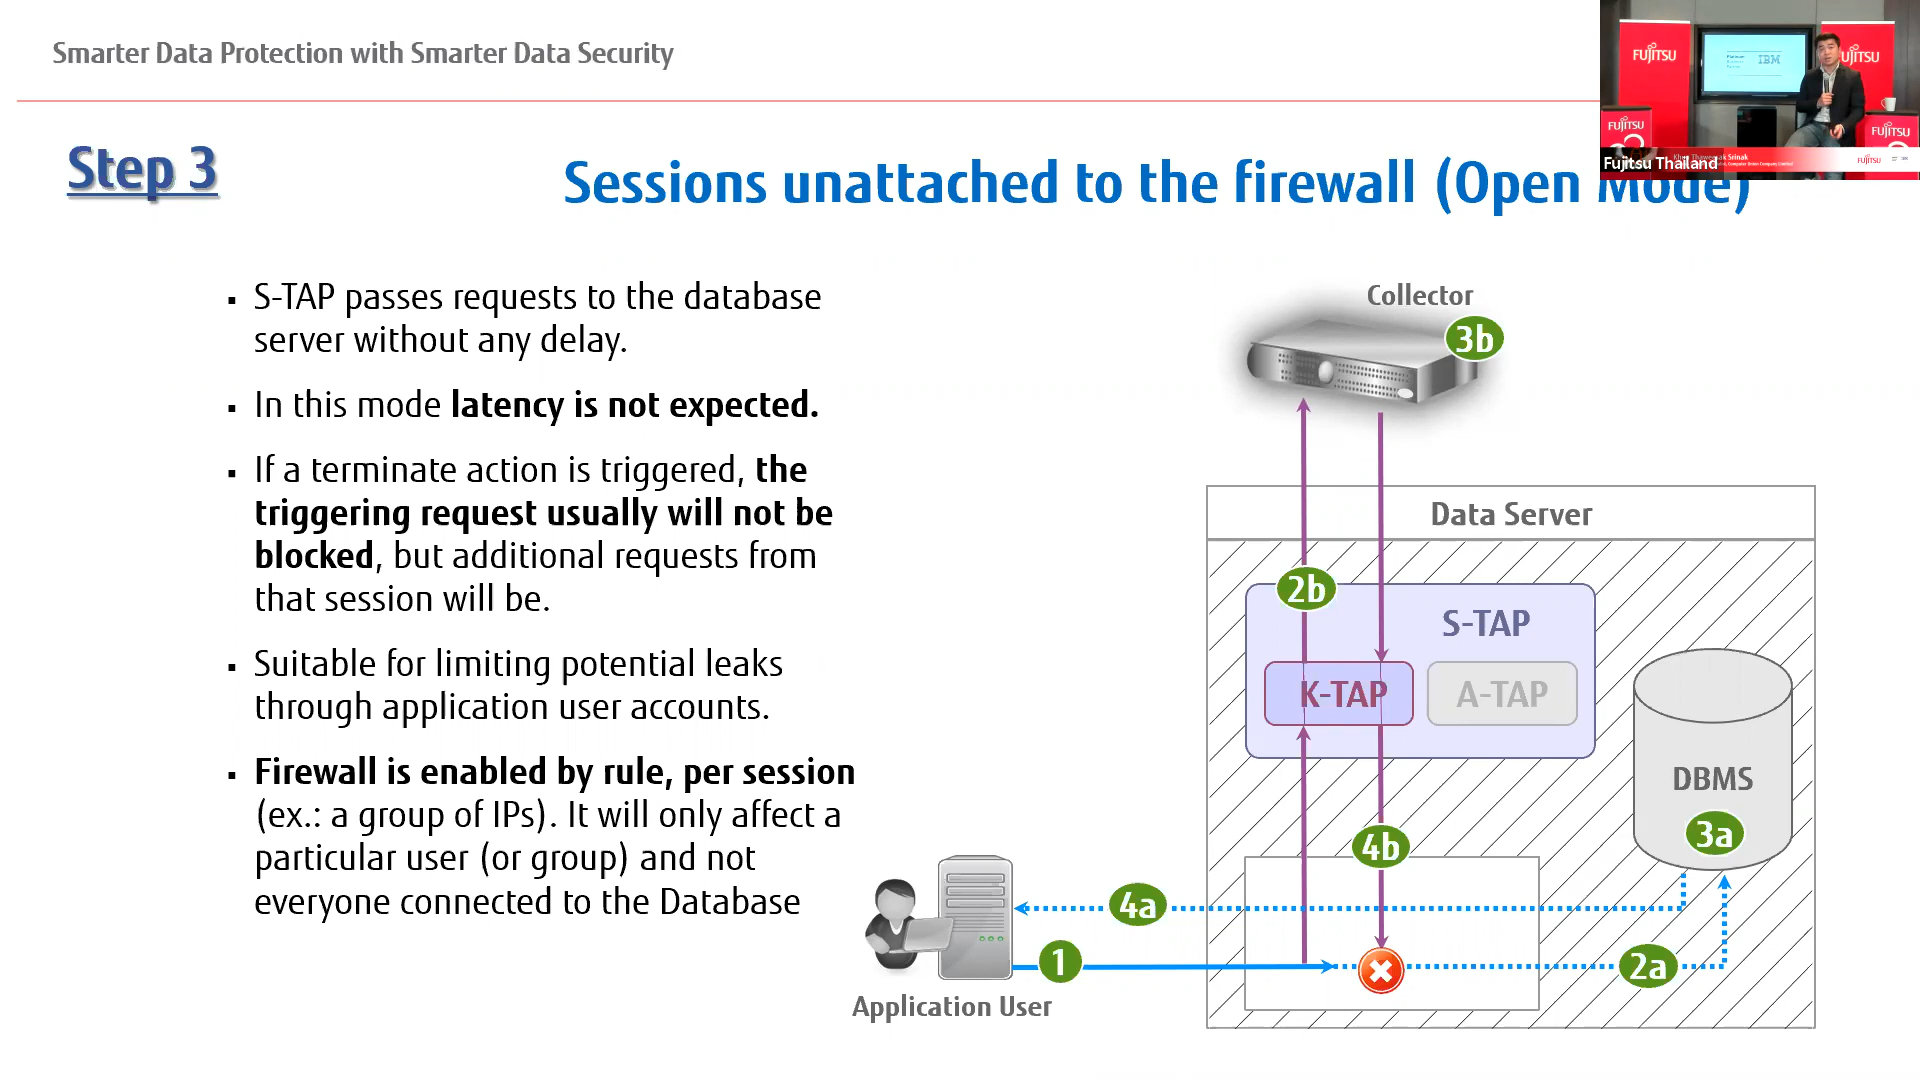 Smarter Data Protection with Smarter Data Security
FUJITSU
IBM
FUJITSU
FUJITSU
FUJITSU
Fujitsu Thailand
FUJITSU
Step 3
Sessions unattached to the firewall (Open Mode)
▪ S-TAP passes requests to the database
server without any delay.
▪ In this mode latency is not expected.
▪ If a terminate action is triggered, the
triggering request usually will not be
blocked, but additional requests from
that session will be.
▪ Suitable for limiting potential leaks
through application user accounts.
▪ Firewall is enabled by rule, per session
(ex.: a group of IPs). It will only affect a
particular user (or group) and not
everyone connected to the Database
Collector
3b
Data Server
2b
S-TAP
K-TAP
A-TAP
DBMS
3a
4b
4a
1
2a
Application User